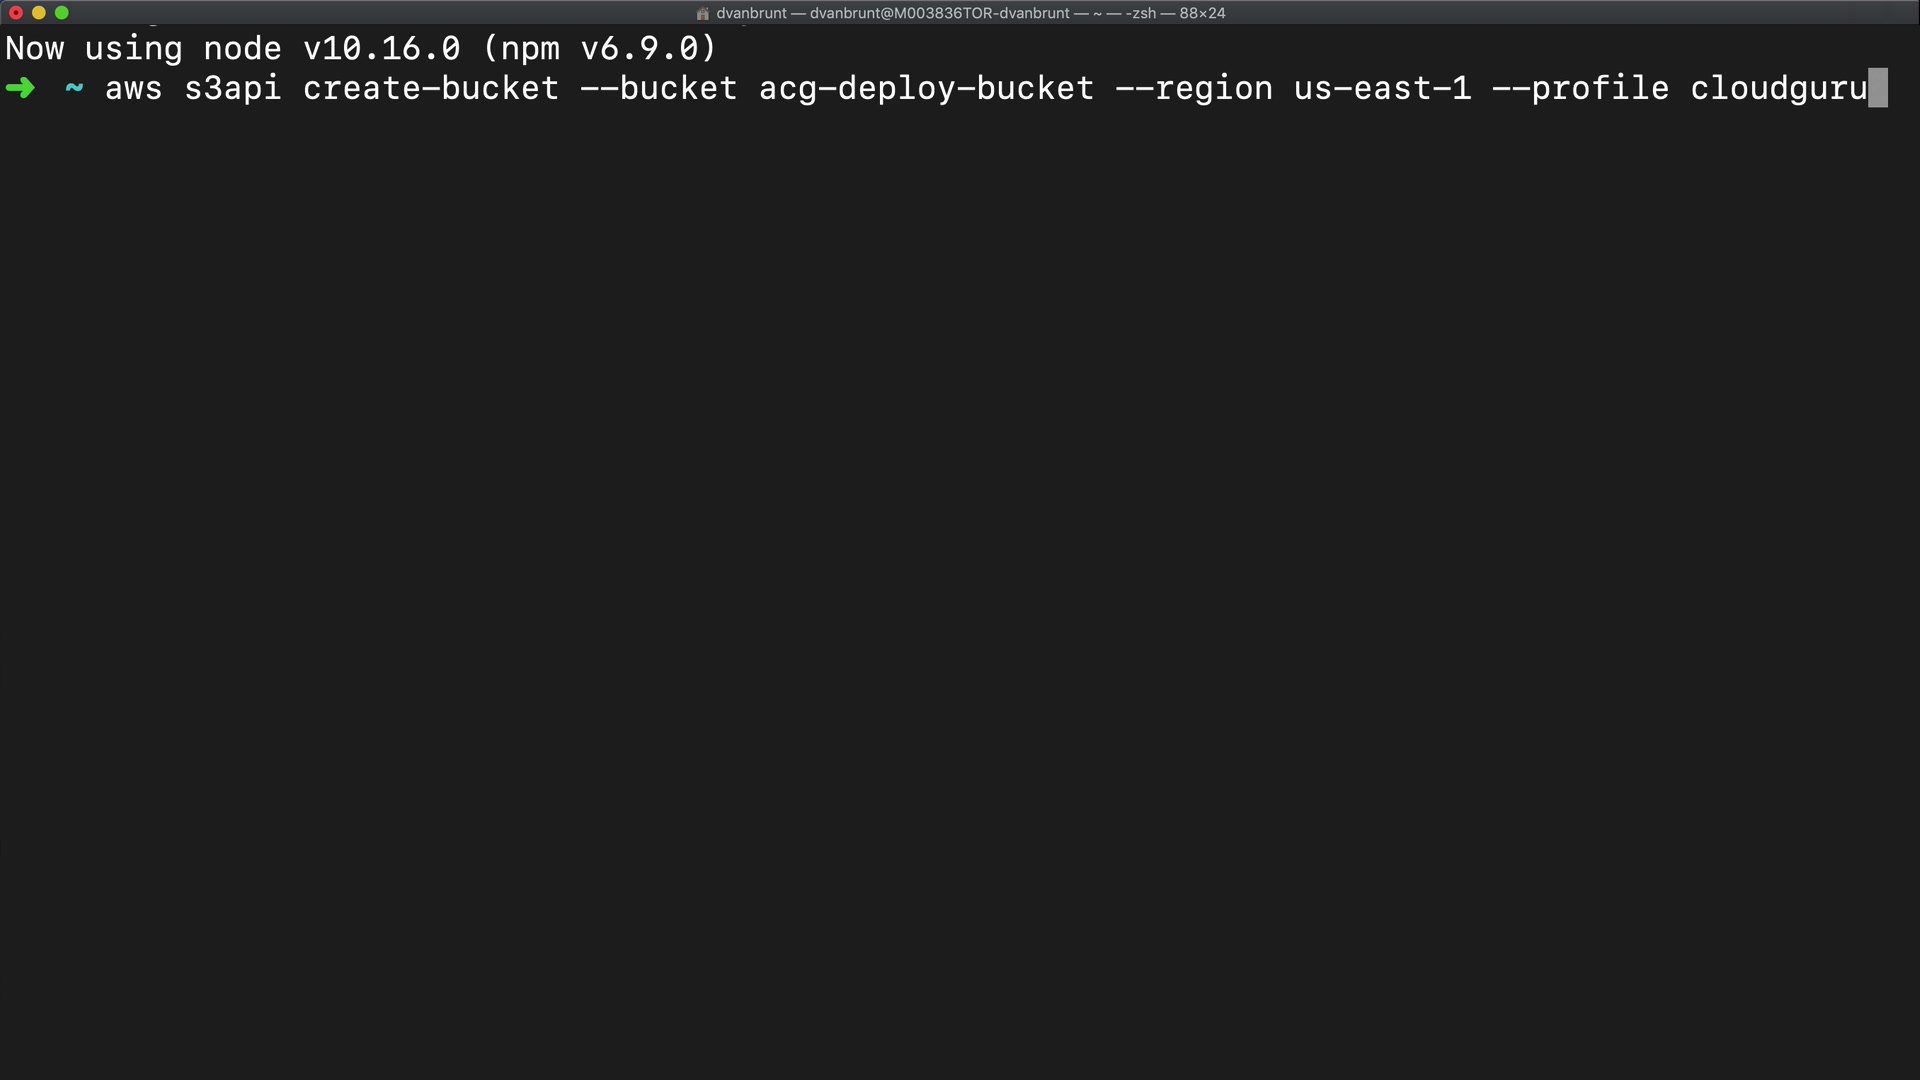 dvanbrunt — dvanbrunt@M003836TOR-dvanbrunt — ~ — -zsh — 88×24
Now using node v10.16.0 (npm v6.9.0)
➜ ~ aws s3api create-bucket --bucket acg-deploy-bucket --region us-east-1 --profile cloudguru